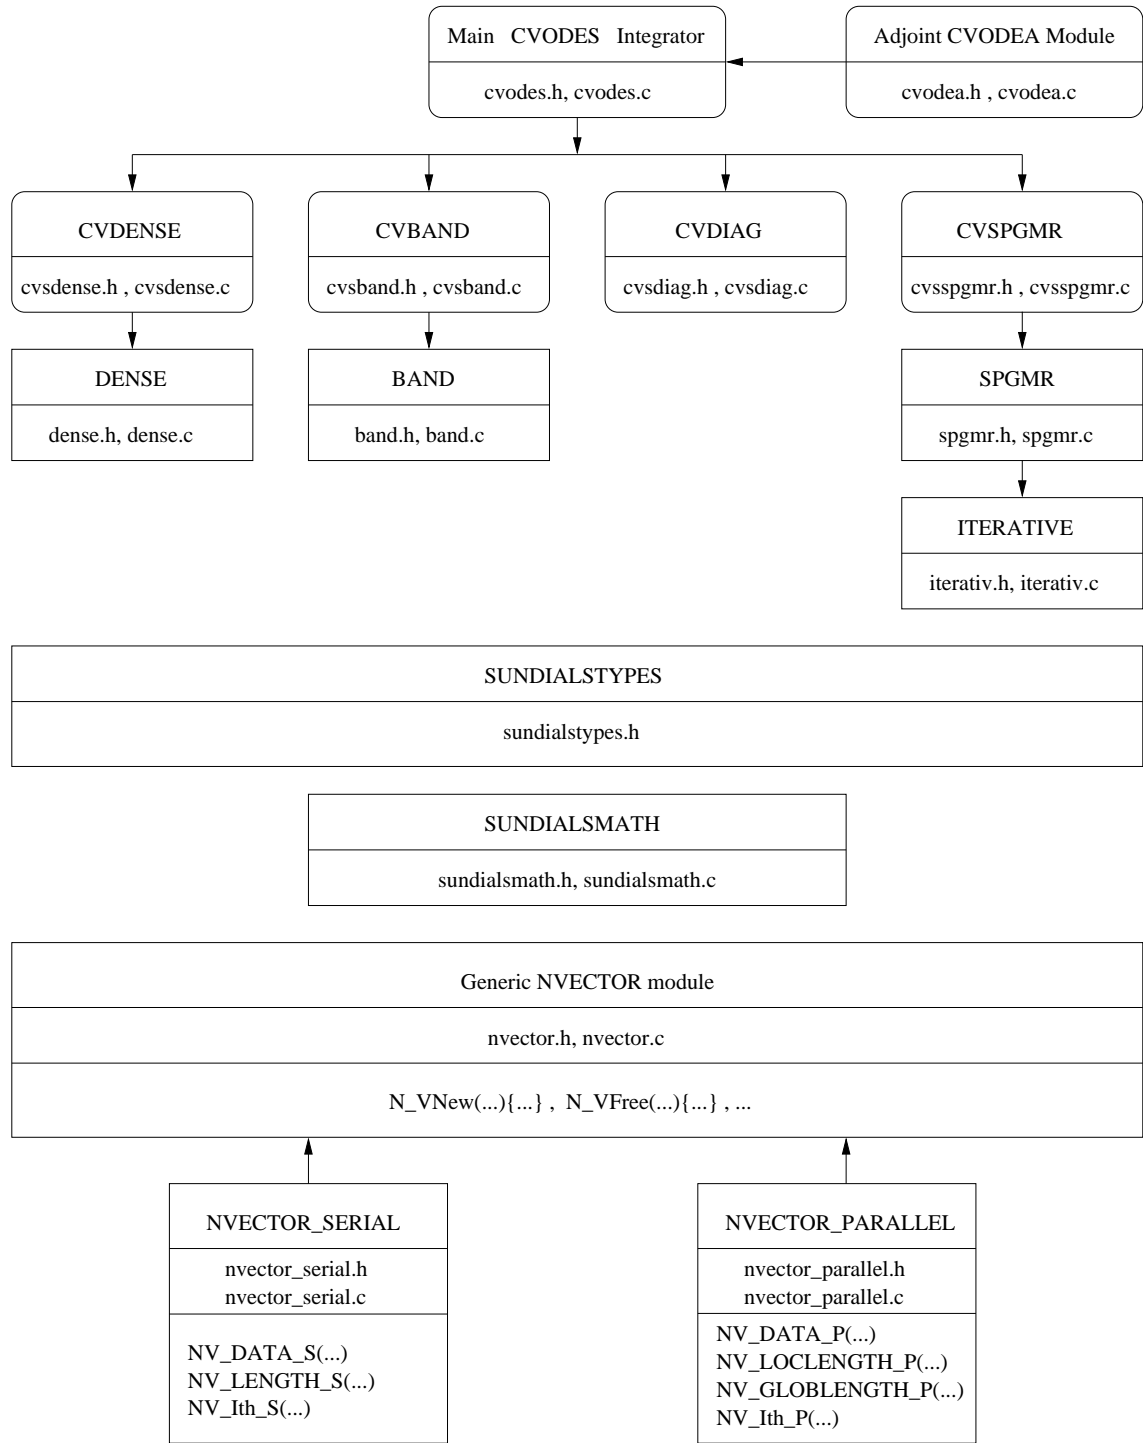 Main CVODES Integrator
Adjoint CVODEA Module
cvodes.h, cvodes.c
cvodea.h , cvodea.c
CVDENSE
CVBAND
CVDIAG
CVSPGMR
cvsdense.h , cvsdense.c
cvsband.h , cvsband.c
cvsdiag.h , cvsdiag.c
cvsspgmr.h , cvsspgmr.c
DENSE
BAND
SPGMR
dense.h, dense.c
band.h, band.c
spgmr.h, spgmr.c
ITERATIVE
iterativ.h, iterativ.c
SUNDIALSTYPES
sundialstypes.h
SUNDIALSMATH
sundialsmath.h, sundialsmath.c
Generic NVECTOR module
nvector.h, nvector.c
N_VNew(...){...} , N_VFree(...){...} , ...
NVECTOR_SERIAL
nvector_serial.h
nvector_serial.c
NV_DATA_S(...)
NV_LENGTH_S(...)
NV_Ith_S(...)
NVECTOR_PARALLEL
nvector_parallel.h
nvector_parallel.c
NV_DATA_P(...)
NV_LOCLENGTH_P(...)
NV_GLOBLENGTH_P(...)
NV_Ith_P(...)